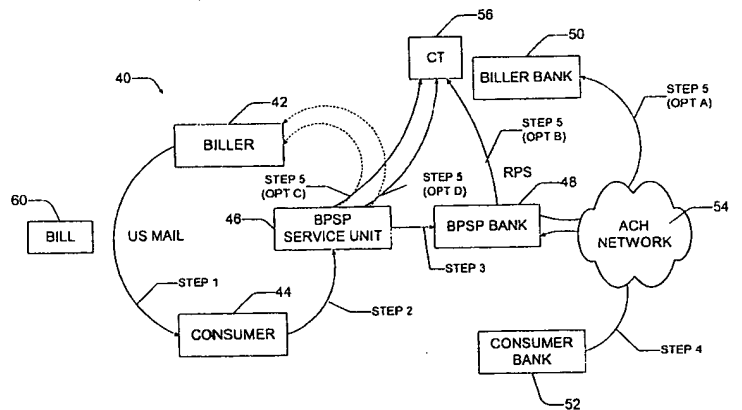 56
CT
50
BILLER BANK
40
42
BILLER
STEP 5
(OPT A)
STEP 5
(OPT B)
STEP 5
(OPT C)
STEP 5
(OPT D)
RPS
60
BILL
US MAIL
46
BPSP
SERVICE UNIT
48
BPSP BANK
ACH
NETWORK
54
STEP 3
STEP 1
44
CONSUMER
STEP 2
CONSUMER
BANK
STEP 4
52